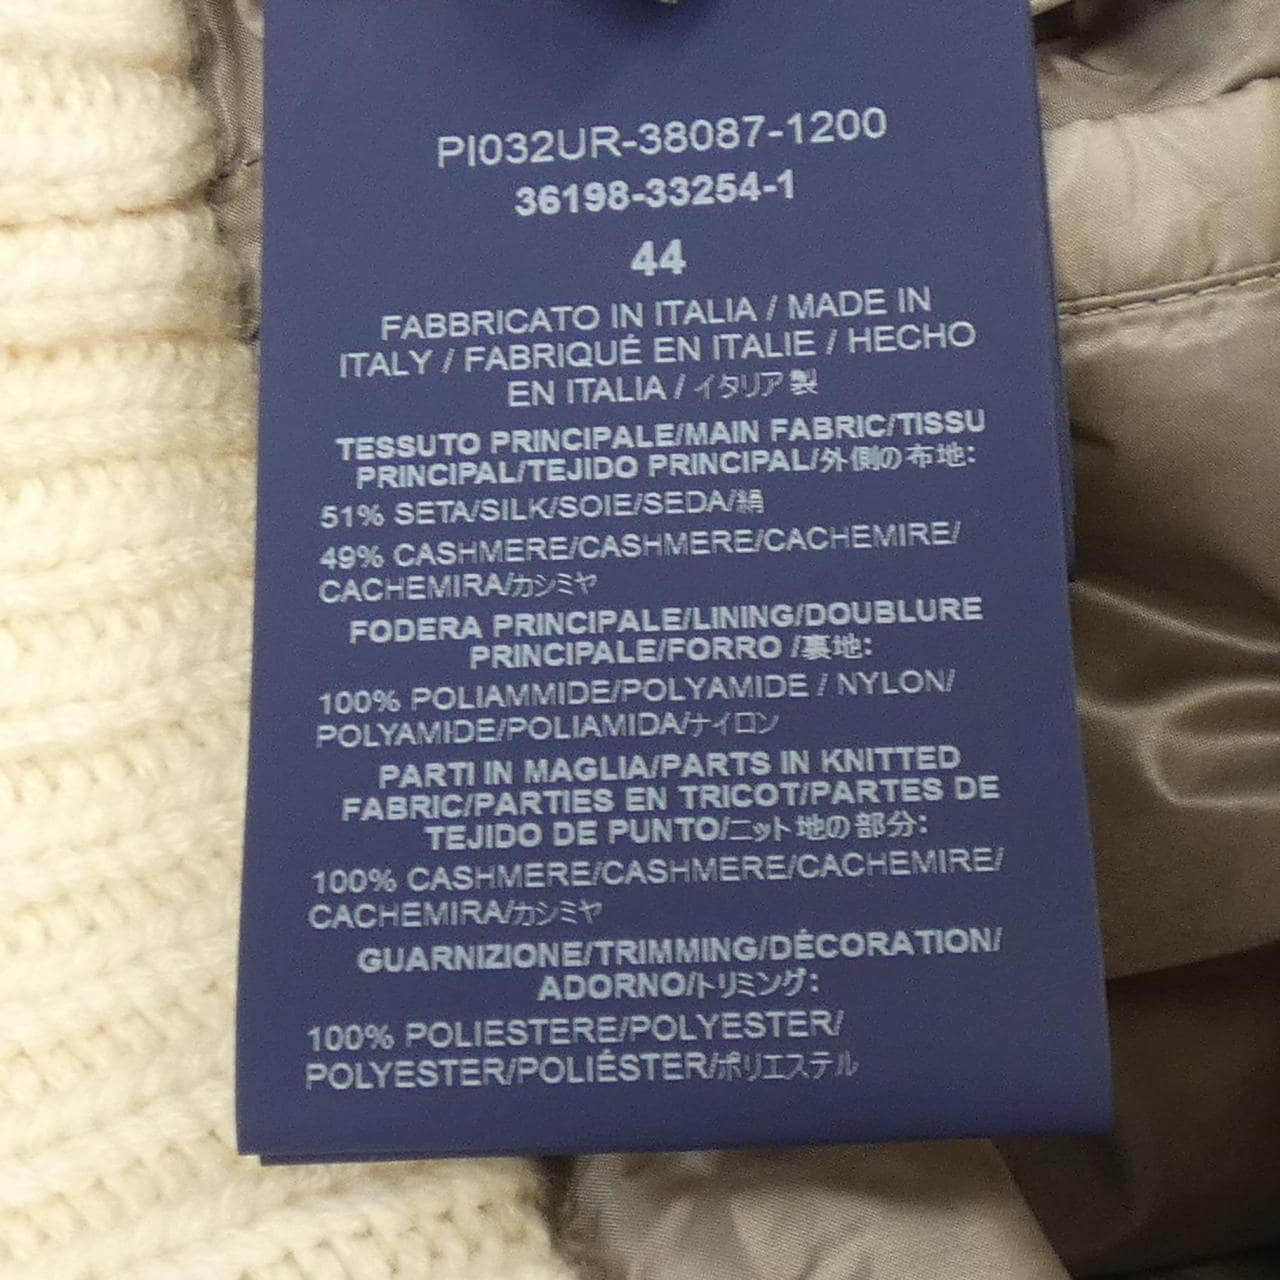 PI032UR-38087-1200
36198-33254-1
44
FABBRICATO IN ITALIA / MADE IN
ITALY / FABRIQUÉ EN ITALIE / HECHO
EN ITALIA / イタリア製
TESSUTO PRINCIPALE/MAIN FABRIC/TISSU
PRINCIPAL/TEJIDO PRINCIPAL/外側の布地:
51% SETA/SILK/SOIE/SEDA/絹
49% CASHMERE/CASHMERE/CACHEMIRE/
CACHEMIRA/カシミヤ
FODERA PRINCIPALE/LINING/DOUBLURE
PRINCIPALE/FORRO /裏地:
100% POLIAMMIDE/POLYAMIDE / NYLON/
POLYAMIDE/POLIAMIDA/ナイロン
PARTI IN MAGLIA/PARTS IN KNITTED
FABRIC/PARTIES EN TRICOT/PARTES DE
TEJIDO DE PUNTO/ニット地の部分:
100% CASHMERE/CASHMERE/CACHEMIRE/
CACHEMIRA/カシミヤ
GUARNIZIONE/TRIMMING/DÉCORATION/
ADORNO/トリミング:
100% POLIESTERE/POLYESTER/
POLYESTER/POLIÉSTER/ポリエステル